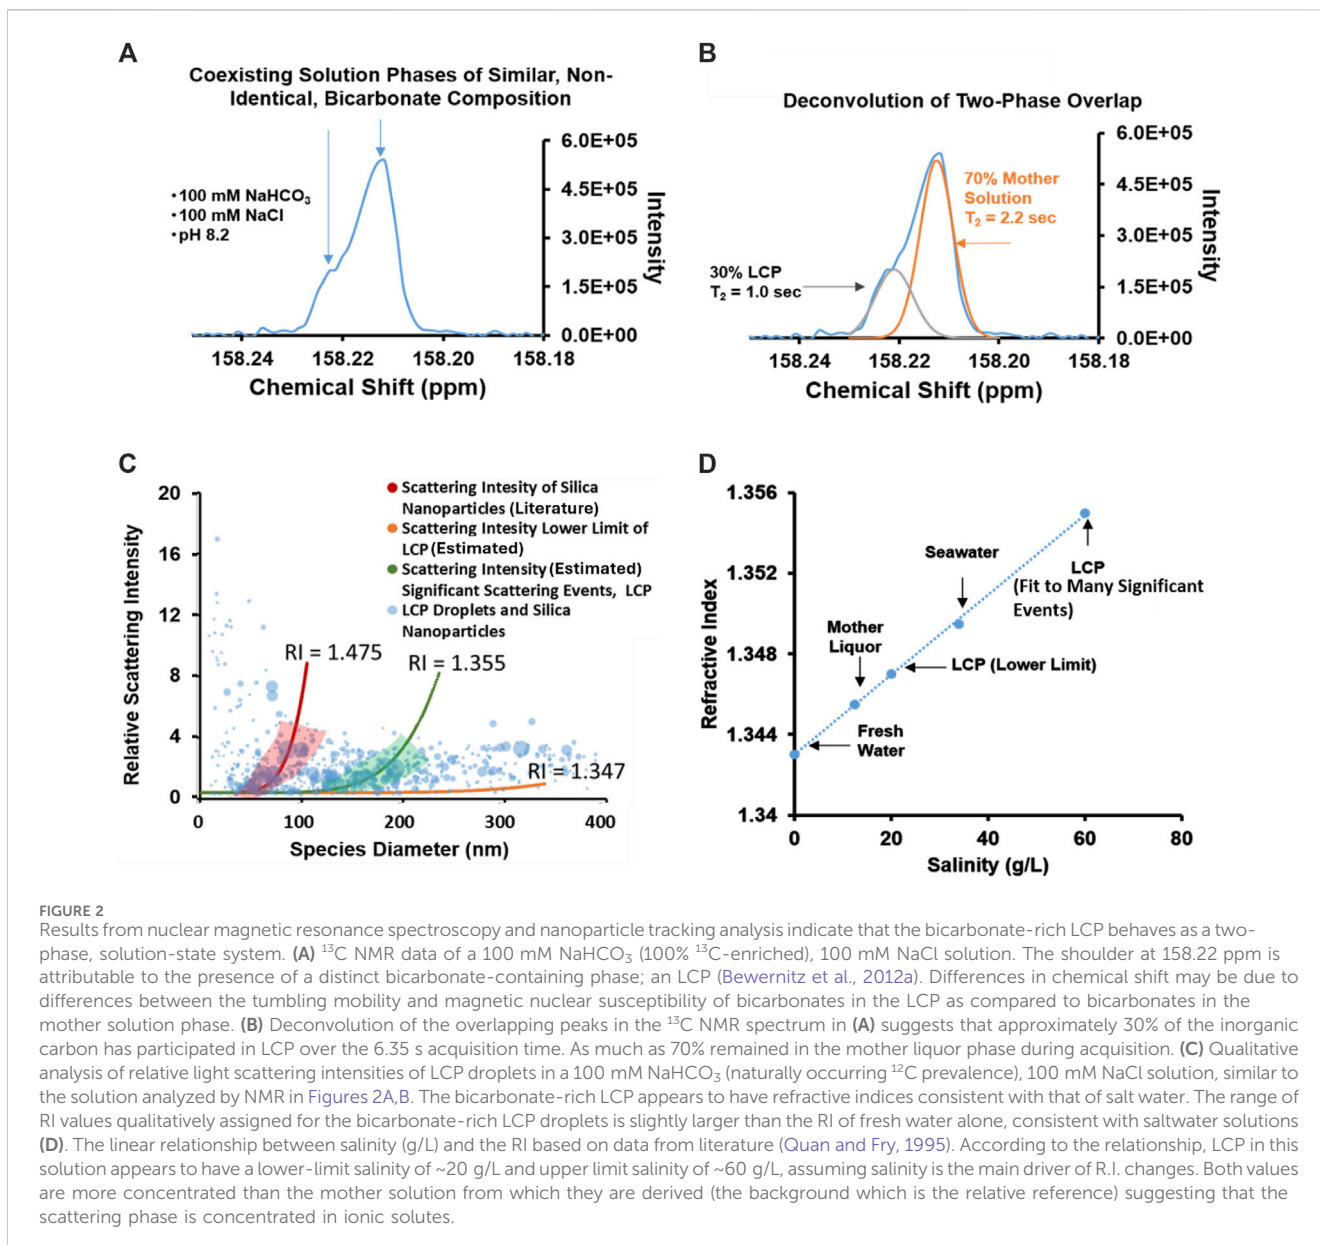 A
Coexisting Solution Phases of Similar, Non-
Identical, Bicarbonate Composition
• 100 mM NaHCO₃
• 100 mM NaCl
• pH 8.2
6.0E+05
4.5E+05
3.0E+05
1.5E+05
0.0E+00
Intensity
158.24 158.22 158.20 158.18
Chemical Shift (ppm)
B
Deconvolution of Two-Phase Overlap
70% Mother
Solution
T₂ = 2.2 sec
30% LCP
T₂ = 1.0 sec
6.0E+05
4.5E+05
3.0E+05
1.5E+05
0.0E+00
Intensity
158.24 158.22 158.20 158.18
Chemical Shift (ppm)
C
Relative Scattering Intensity
20
16
12
8
4
0
Scattering Intesity of Silica
Nanoparticles (Literature)
Scattering Intesity Lower Limit of
LCP (Estimated)
Scattering Intensity (Estimated)
Significant Scattering Events, LCP
LCP Droplets and Silica
Nanoparticles
RI = 1.475
RI = 1.355
RI = 1.347
0 100 200 300 400
Species Diameter (nm)
D
Refractive Index
1.356
1.352
1.348
1.344
1.34
Seawater
LCP
(Fit to Many Significant
Events)
Mother
Liquor
LCP (Lower Limit)
Fresh
Water
0 20 40 60 80
Salinity (g/L)
FIGURE 2
Results from nuclear magnetic resonance spectroscopy and nanoparticle tracking analysis indicate that the bicarbonate-rich LCP behaves as a two-
phase, solution-state system. (A) ¹³C NMR data of a 100 mM NaHCO₃ (100% ¹³C-enriched), 100 mM NaCl solution. The shoulder at 158.22 ppm is
attributable to the presence of a distinct bicarbonate-containing phase; an LCP (Bewernitz et al., 2012a). Differences in chemical shift may be due to
differences between the tumbling mobility and magnetic nuclear susceptibility of bicarbonates in the LCP as compared to bicarbonates in the
mother solution phase. (B) Deconvolution of the overlapping peaks in the ¹³C NMR spectrum in (A) suggests that approximately 30% of the inorganic
carbon has participated in LCP over the 6.35 s acquisition time. As much as 70% remained in the mother liquor phase during acquisition. (C) Qualitative
analysis of relative light scattering intensities of LCP droplets in a 100 mM NaHCO₃ (naturally occurring ¹²C prevalence), 100 mM NaCl solution, similar to
the solution analyzed by NMR in Figures 2A,B. The bicarbonate-rich LCP appears to have refractive indices consistent with that of salt water. The range of
RI values qualitatively assigned for the bicarbonate-rich LCP droplets is slightly larger than the RI of fresh water alone, consistent with saltwater solutions
(D). The linear relationship between salinity (g/L) and the RI based on data from literature (Quan and Fry, 1995). According to the relationship, LCP in this
solution appears to have a lower-limit salinity of ~20 g/L and upper limit salinity of ~60 g/L, assuming salinity is the main driver of R.I. changes. Both values
are more concentrated than the mother solution from which they are derived (the background which is the relative reference) suggesting that the
scattering phase is concentrated in ionic solutes.